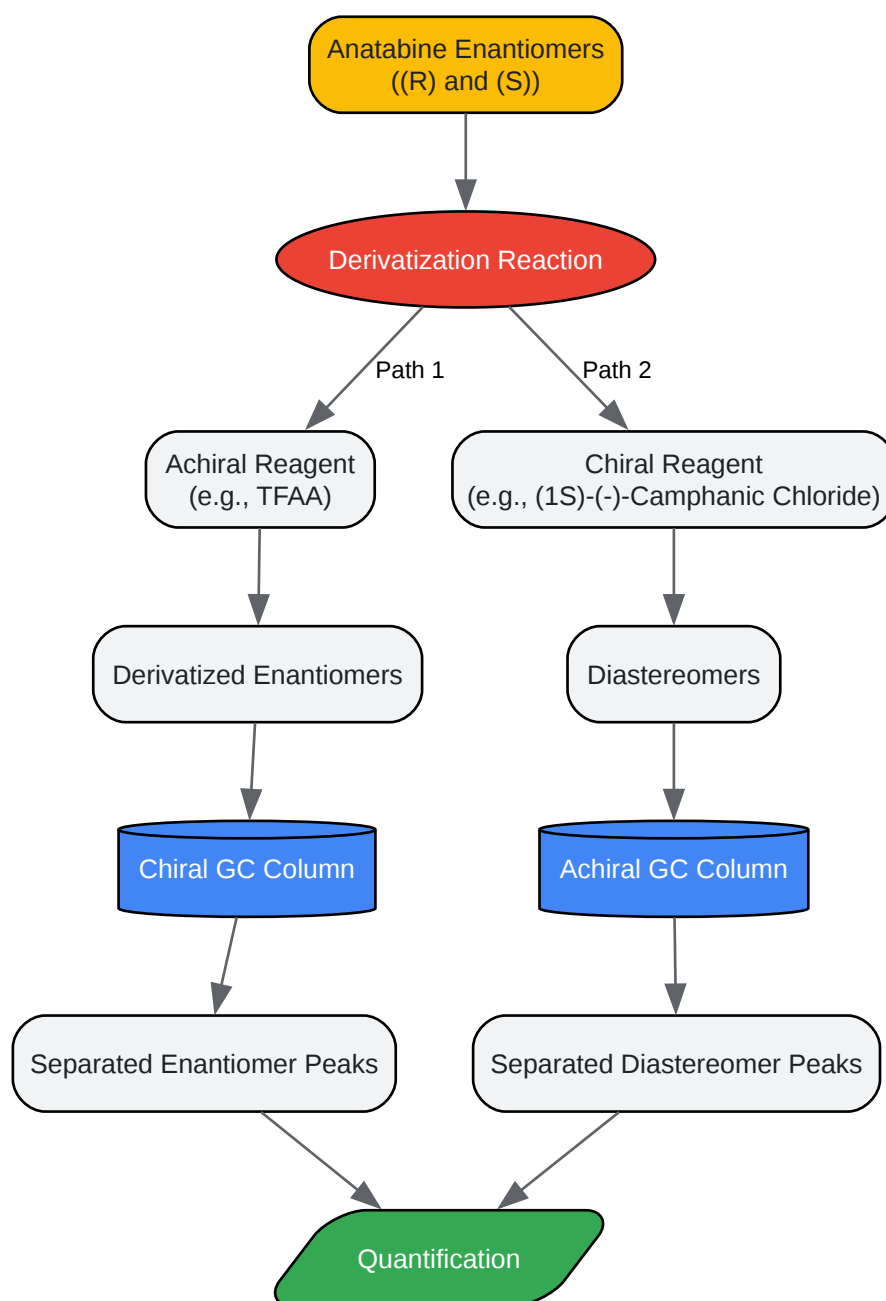 Anatabine Enantiomers
((R) and (S))
Derivatization Reaction
Path 1
Path 2
Achiral Reagent
(e.g., TFAA)
Chiral Reagent
(e.g., (1S)-(-)-Camphanic Chloride)
Derivatized Enantiomers
Diastereomers
Chiral GC Column
Achiral GC Column
Separated Enantiomer Peaks
Separated Diastereomer Peaks
Quantification